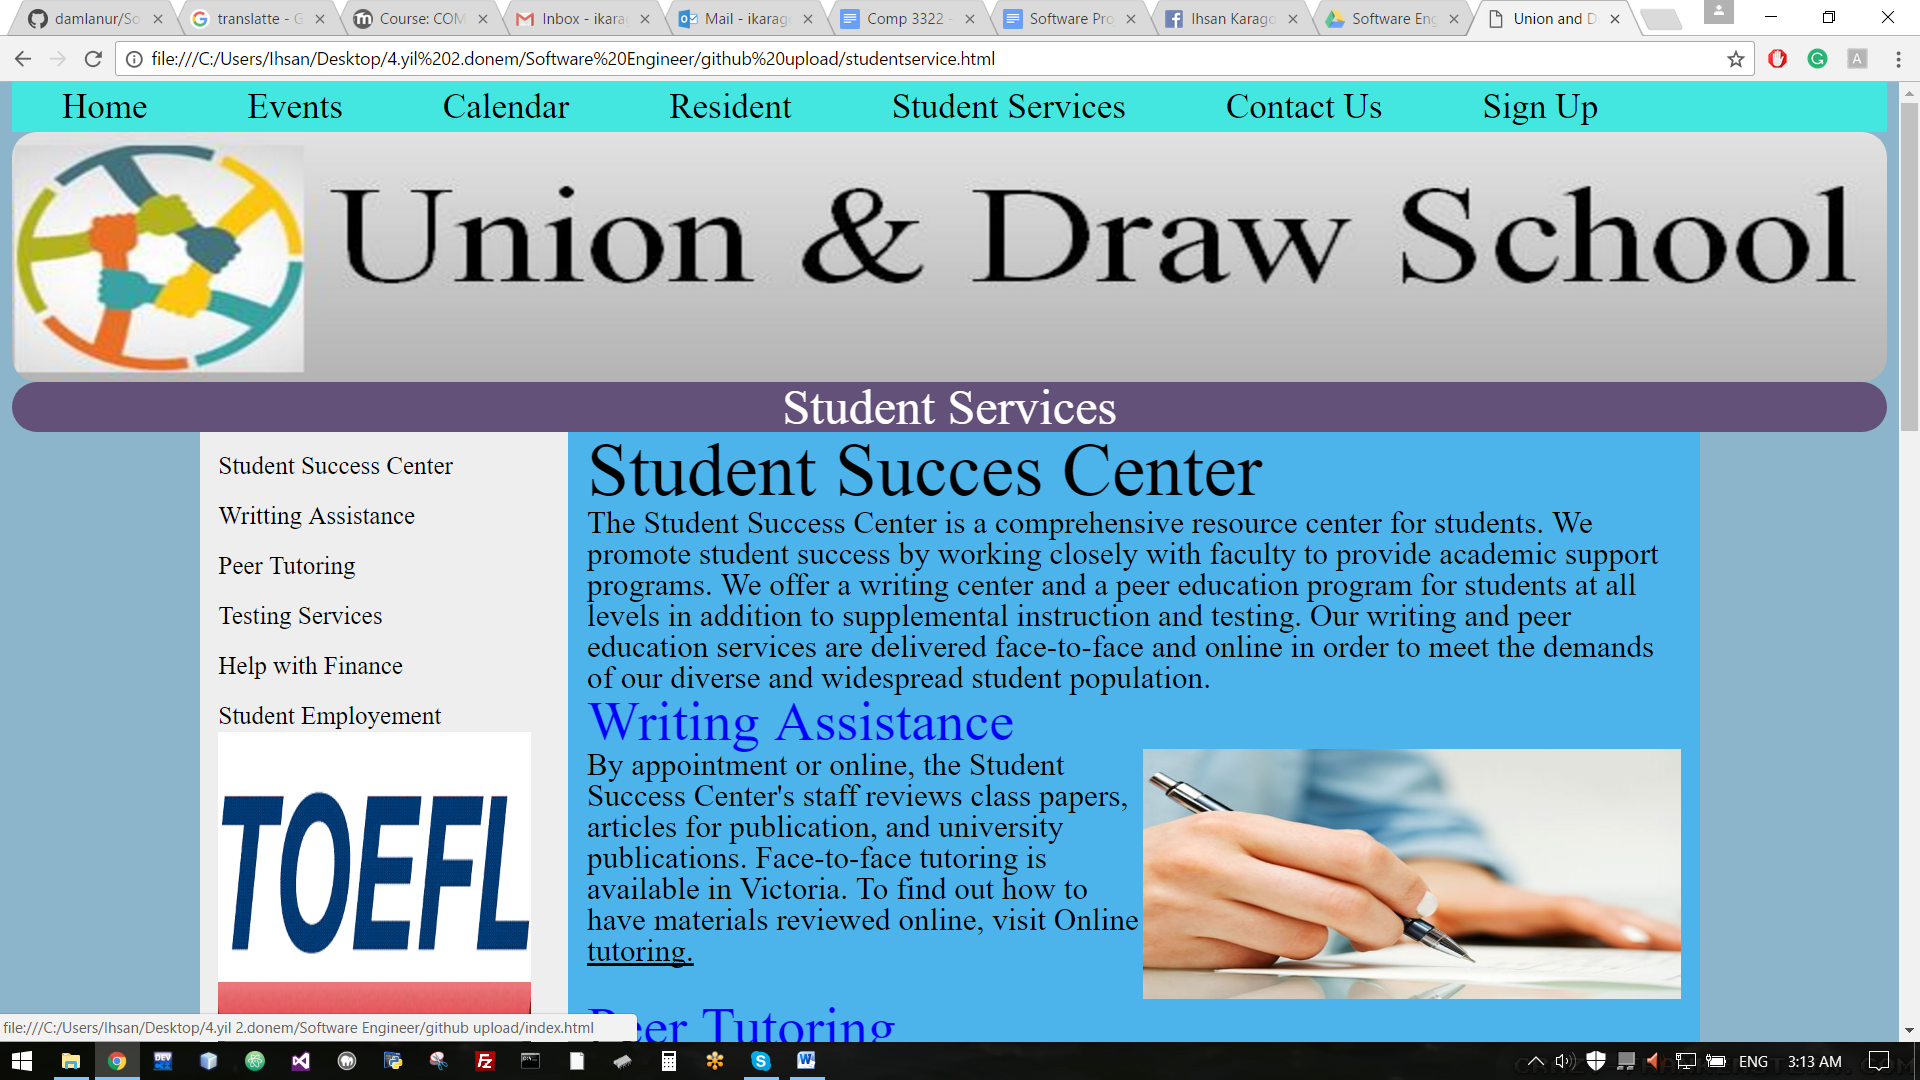 damlanur/So
translatte - G
Course: COM
Inbox - ikarag
Mail - ikarago
Comp 3322 -
Software Pro
Ihsan Karago
Software Eng
Union and D
file:///C:/Users/Ihsan/Desktop/4.yil%202.donem/Software%20Engineer/github%20upload/studentservice.html
Home Events Calendar Resident Student Services Contact Us Sign Up
Union & Draw School
Student Services
Student Success Center
Writting Assistance
Peer Tutoring
Testing Services
Help with Finance
Student Employement
TOEFL
Student Succes Center
The Student Success Center is a comprehensive resource center for students. We
promote student success by working closely with faculty to provide academic support
programs. We offer a writing center and a peer education program for students at all
levels in addition to supplemental instruction and testing. Our writing and peer
education services are delivered face-to-face and online in order to meet the demands
of our diverse and widespread student population.
Writing Assistance
By appointment or online, the Student
Success Center's staff reviews class papers,
articles for publication, and university
publications. Face-to-face tutoring is
available in Victoria. To find out how to
have materials reviewed online, visit Online
tutoring.
Peer Tutoring
file:///C:/Users/Ihsan/Desktop/4.yil 2.donem/Software Engineer/github upload/index.html
ENG 3:13 AM